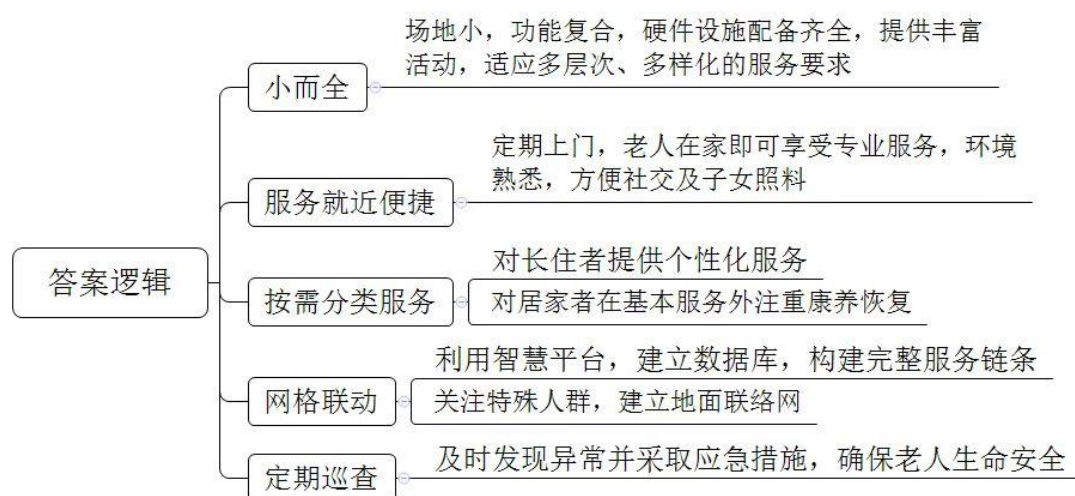 场地小，功能复合，硬件设施配备齐全，提供丰富
活动，适应多层次、多样化的服务要求
小而全
定期上门，老人在家即可享受专业服务，环境
熟悉，方便社交及子女照料
服务就近便捷
答案逻辑
对长住者提供个性化服务
按需分类服务
对居家者在基本服务外注重康养恢复
利用智慧平台，建立数据库，构建完整服务链条
网格联动
关注特殊人群，建立地面联络网
及时发现异常并采取应急措施，确保老人生命安全
定期巡查